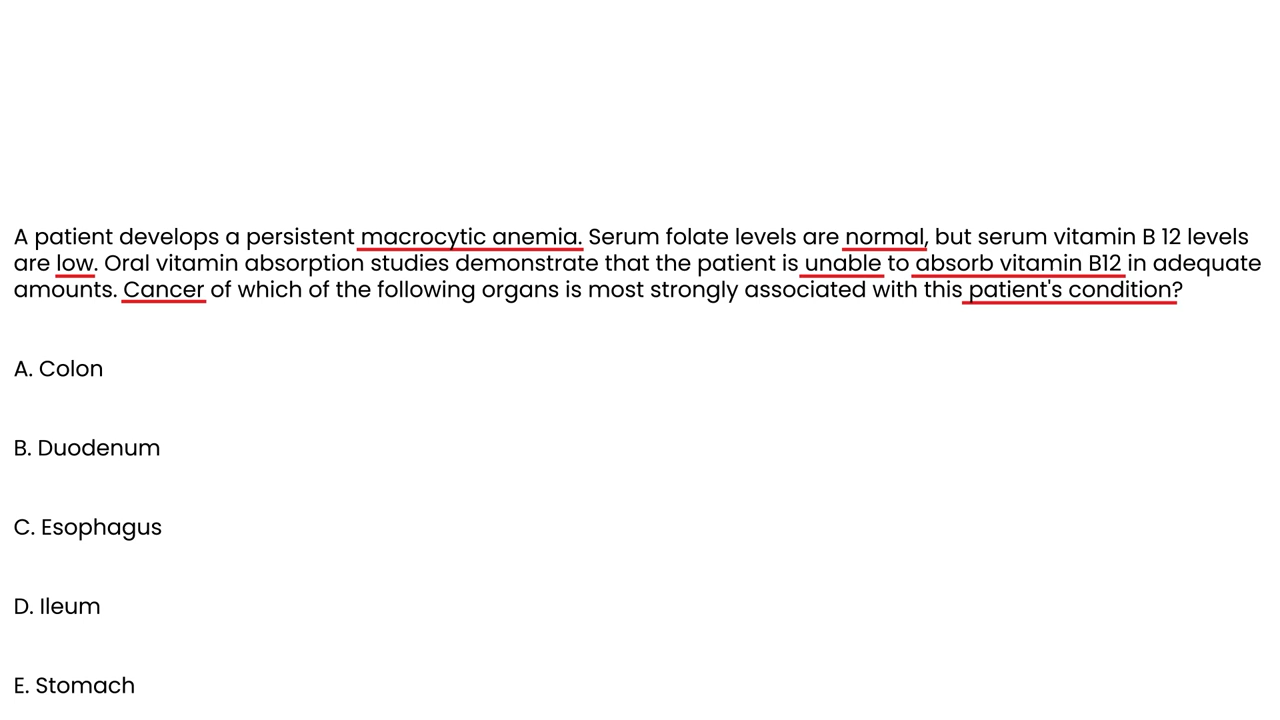 A patient develops a persistent macrocytic anemia. Serum folate levels are normal, but serum vitamin B 12 levels
are low. Oral vitamin absorption studies demonstrate that the patient is unable to absorb vitamin B12 in adequate
amounts. Cancer of which of the following organs is most strongly associated with this patient's condition?
A. Colon
B. Duodenum
C. Esophagus
D. Ileum
E. Stomach